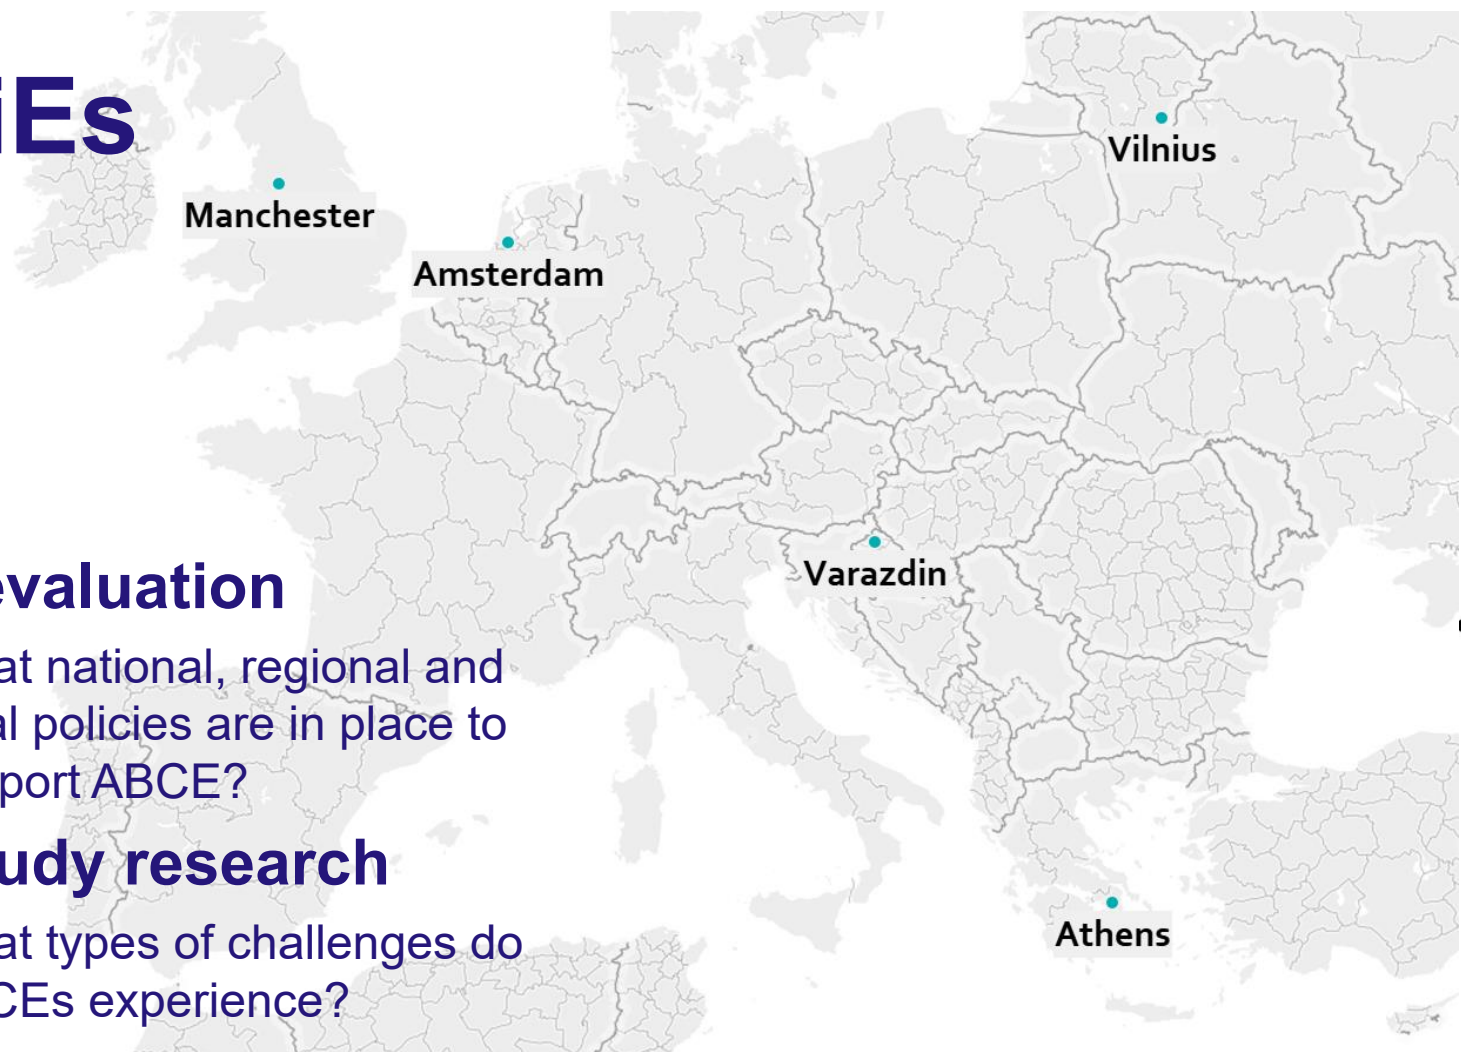 iEs
Vilnius
Manchester
Amsterdam
Varazdin
evaluation
at national, regional and
al policies are in place to
port ABCE?
udy research
at types of challenges do
CEs experience?
Athens